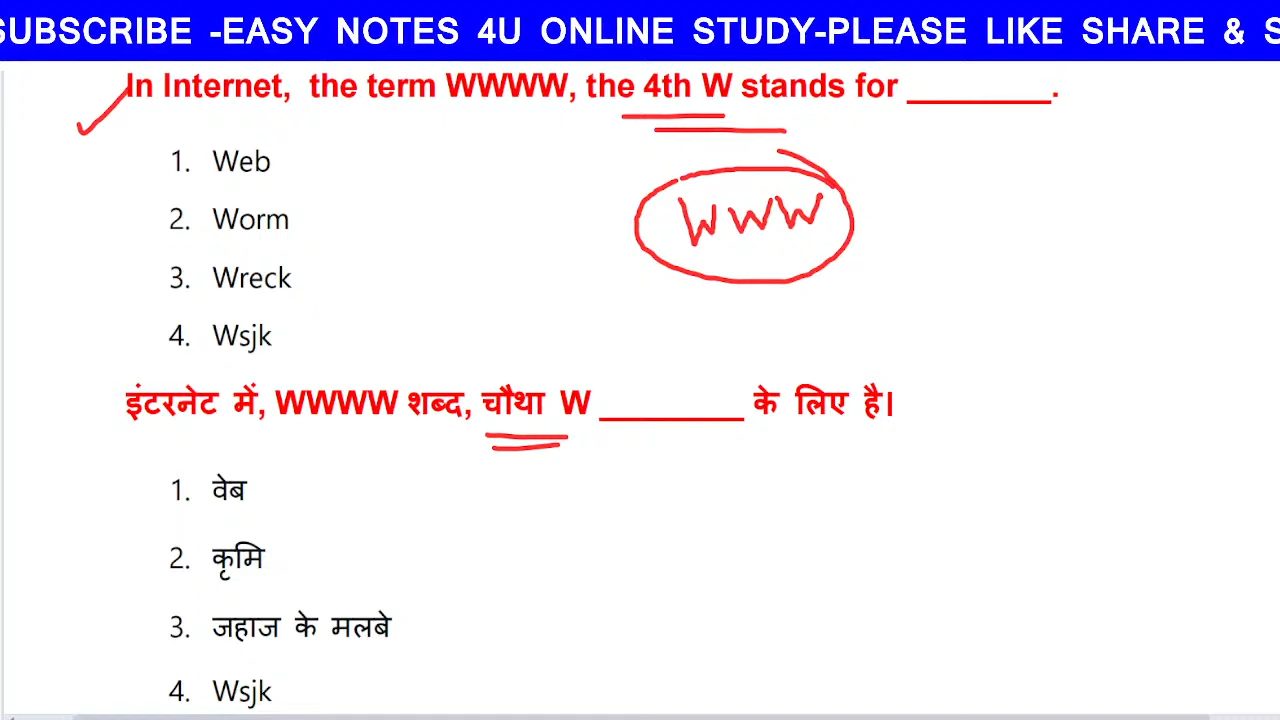 SUBSCRIBE -EASY NOTES 4U ONLINE STUDY-PLEASE LIKE SHARE & S
In Internet, the term WWWW, the 4th W stands for ________.
1. Web
2. Worm
WWW
3. Wreck
4. Wsjk
इंटरनेट में, WWWW शब्द, चौथा W ________ के लिए है।
1. वेब
2. कृमि
3. जहाज के मलबे
4. Wsjk